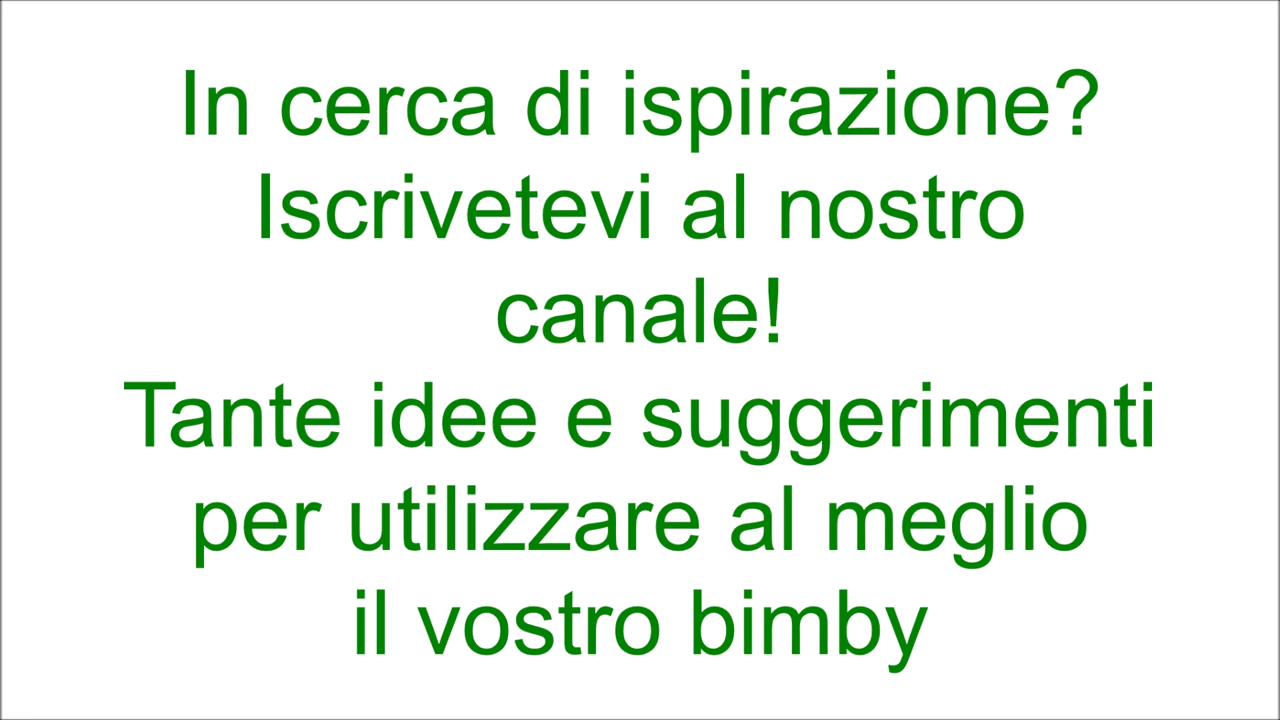 In cerca di ispirazione?
Iscrivetevi al nostro
canale!
Tante idee e suggerimenti
per utilizzare al meglio
il vostro bimby